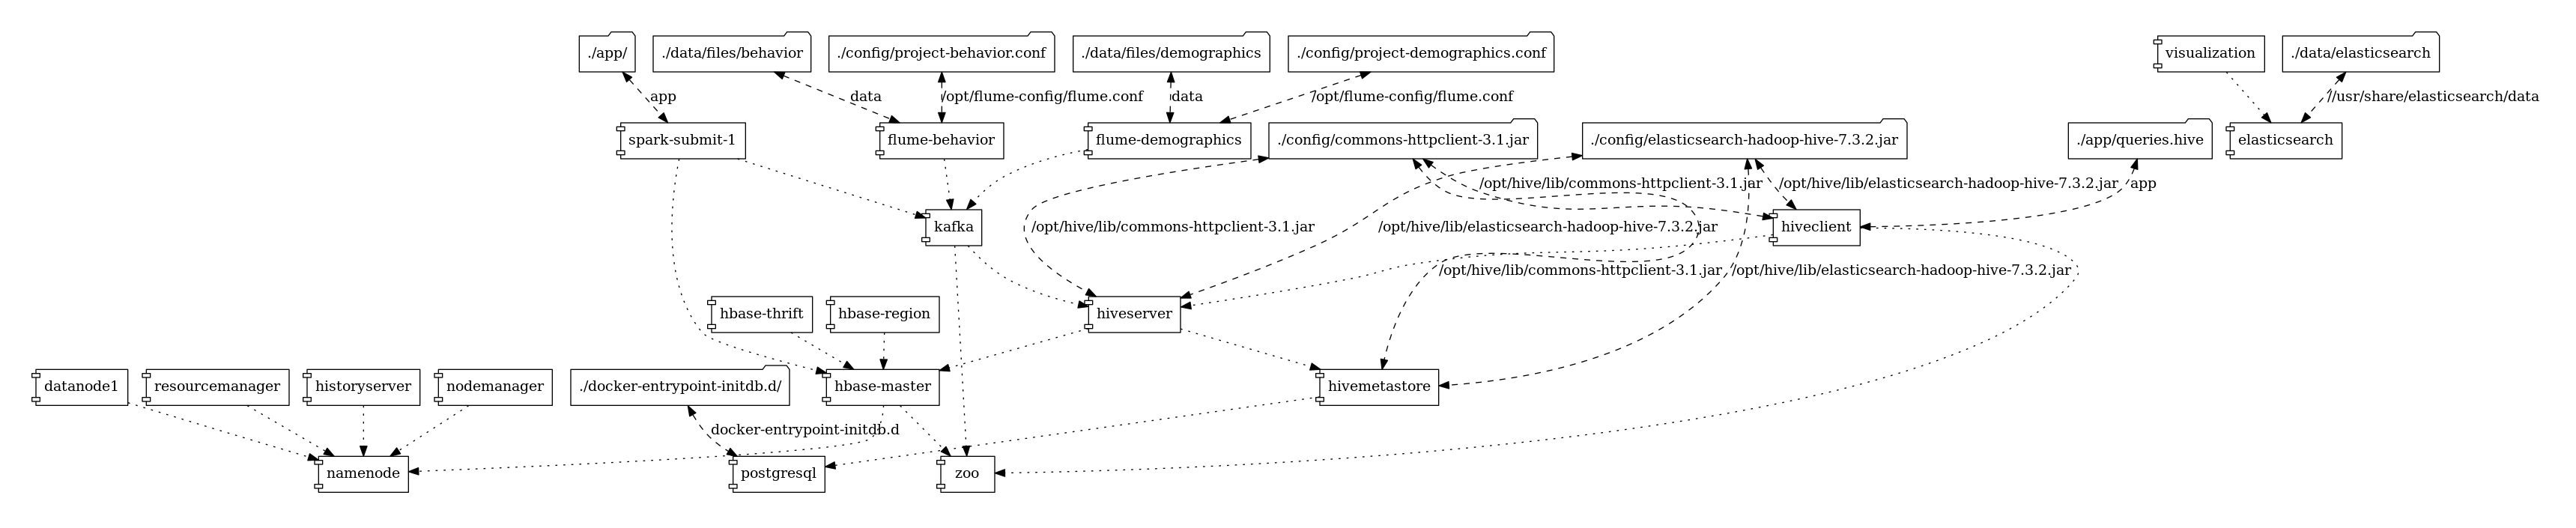 ./app/
./data/files/behavior
./config/project-behavior.conf
./data/files/demographics
./config/project-demographics.conf
visualization
./data/elasticsearch
app
data
/opt/flume-config/flume.conf
data
/opt/flume-config/flume.conf
//usr/share/elasticsearch/data
spark-submit-1
flume-behavior
flume-demographics
./config/commons-httpclient-3.1.jar
./config/elasticsearch-hadoop-hive-7.3.2.jar
./app/queries.hive
elasticsearch
/opt/hive/lib/commons-httpclient-3.1.jar
/opt/hive/lib/elasticsearch-hadoop-hive-7.3.2.jar
app
kafka
/opt/hive/lib/commons-httpclient-3.1.jar
/opt/hive/lib/elasticsearch-hadoop-hive-7.3.2.jar
hiveclient
/opt/hive/lib/commons-httpclient-3.1.jar
/opt/hive/lib/elasticsearch-hadoop-hive-7.3.2.jar
hbase-thrift
hbase-region
hiveserver
datanode1
resourcemanager
historyserver
nodemanager
./docker-entrypoint-initdb.d/
hbase-master
hivemetastore
docker-entrypoint-initdb.d
namenode
postgresql
zoo